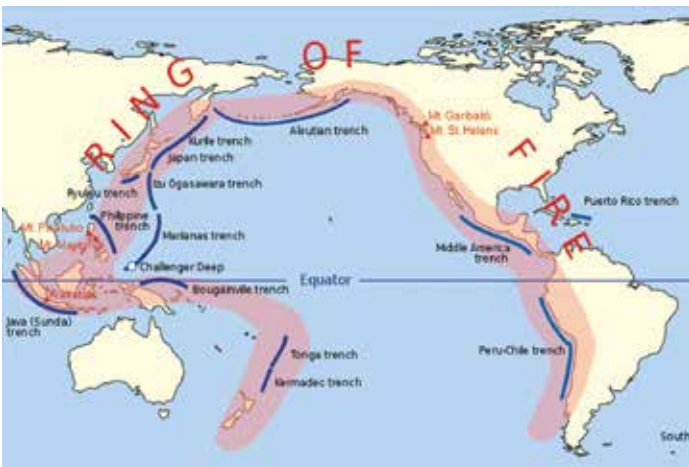 RING OF FIRE
Mt Garibaldi
Mt St. Helens
Aleutian trench
Kurile trench
Japan trench
Izu Ogasawara trench
Ryukyu trench
Puerto Rico trench
Philippine
trench
Marianas trench
Middle America
trench
Challenger Deep
Equator
Bougainville trench
Java (Sunda)
trench
Tonga trench
Kermadec trench
Peru-Chile trench
South